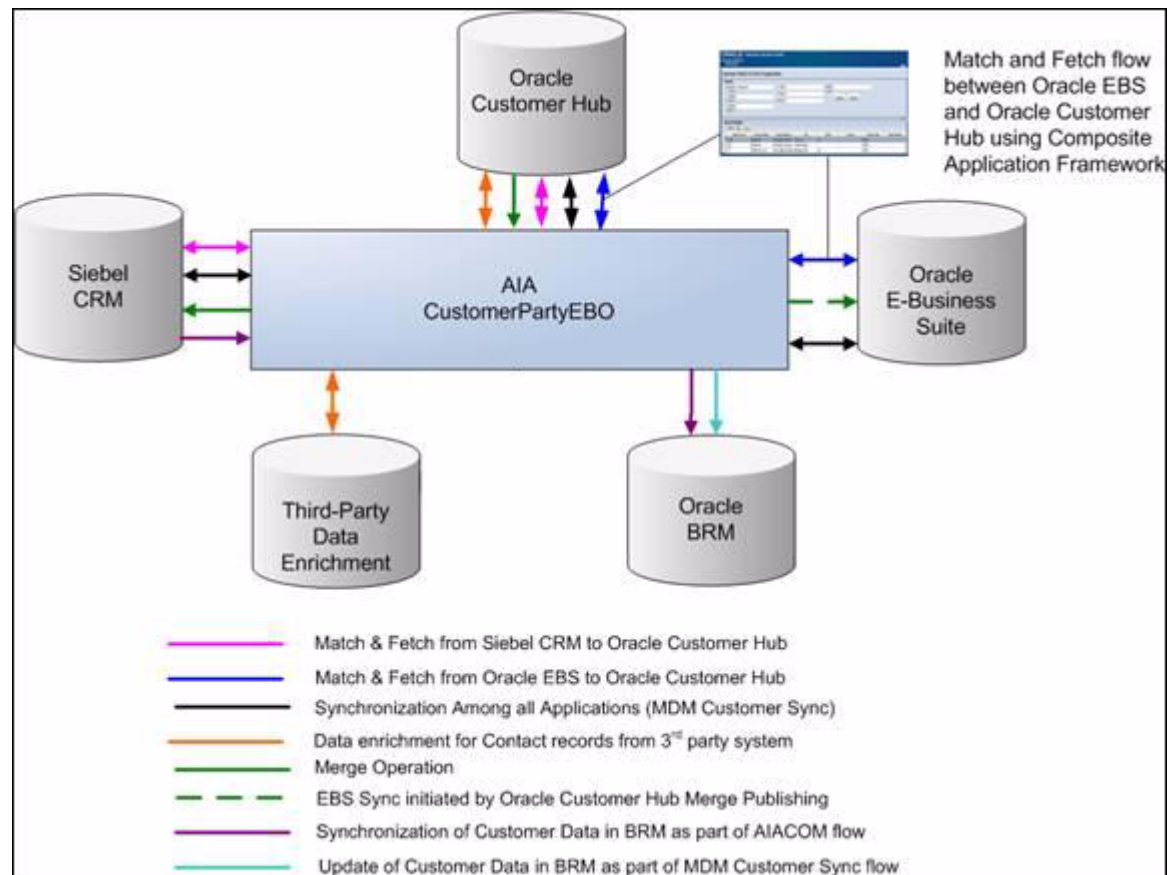 Oracle
Customer Hub
Match and Fetch flow
between Oracle EBS
and Oracle Customer
Hub using Composite
Application Framework
Siebel
CRM
AIA
CustomerPartyEBO
Oracle
E-Business
Suite
Third-Party
Data
Enrichment
Oracle
BRM
Match & Fetch from Siebel CRM to Oracle Customer Hub
Match & Fetch from Oracle EBS to Oracle Customer Hub
Synchronization Among all Applications (MDM Customer Sync)
Data enrichment for Contact records from 3rd party system
Merge Operation
EBS Sync initiated by Oracle Customer Hub Merge Publishing
Synchronization of Customer Data in BRM as part of AIACOM flow
Update of Customer Data in BRM as part of MDM Customer Sync flow